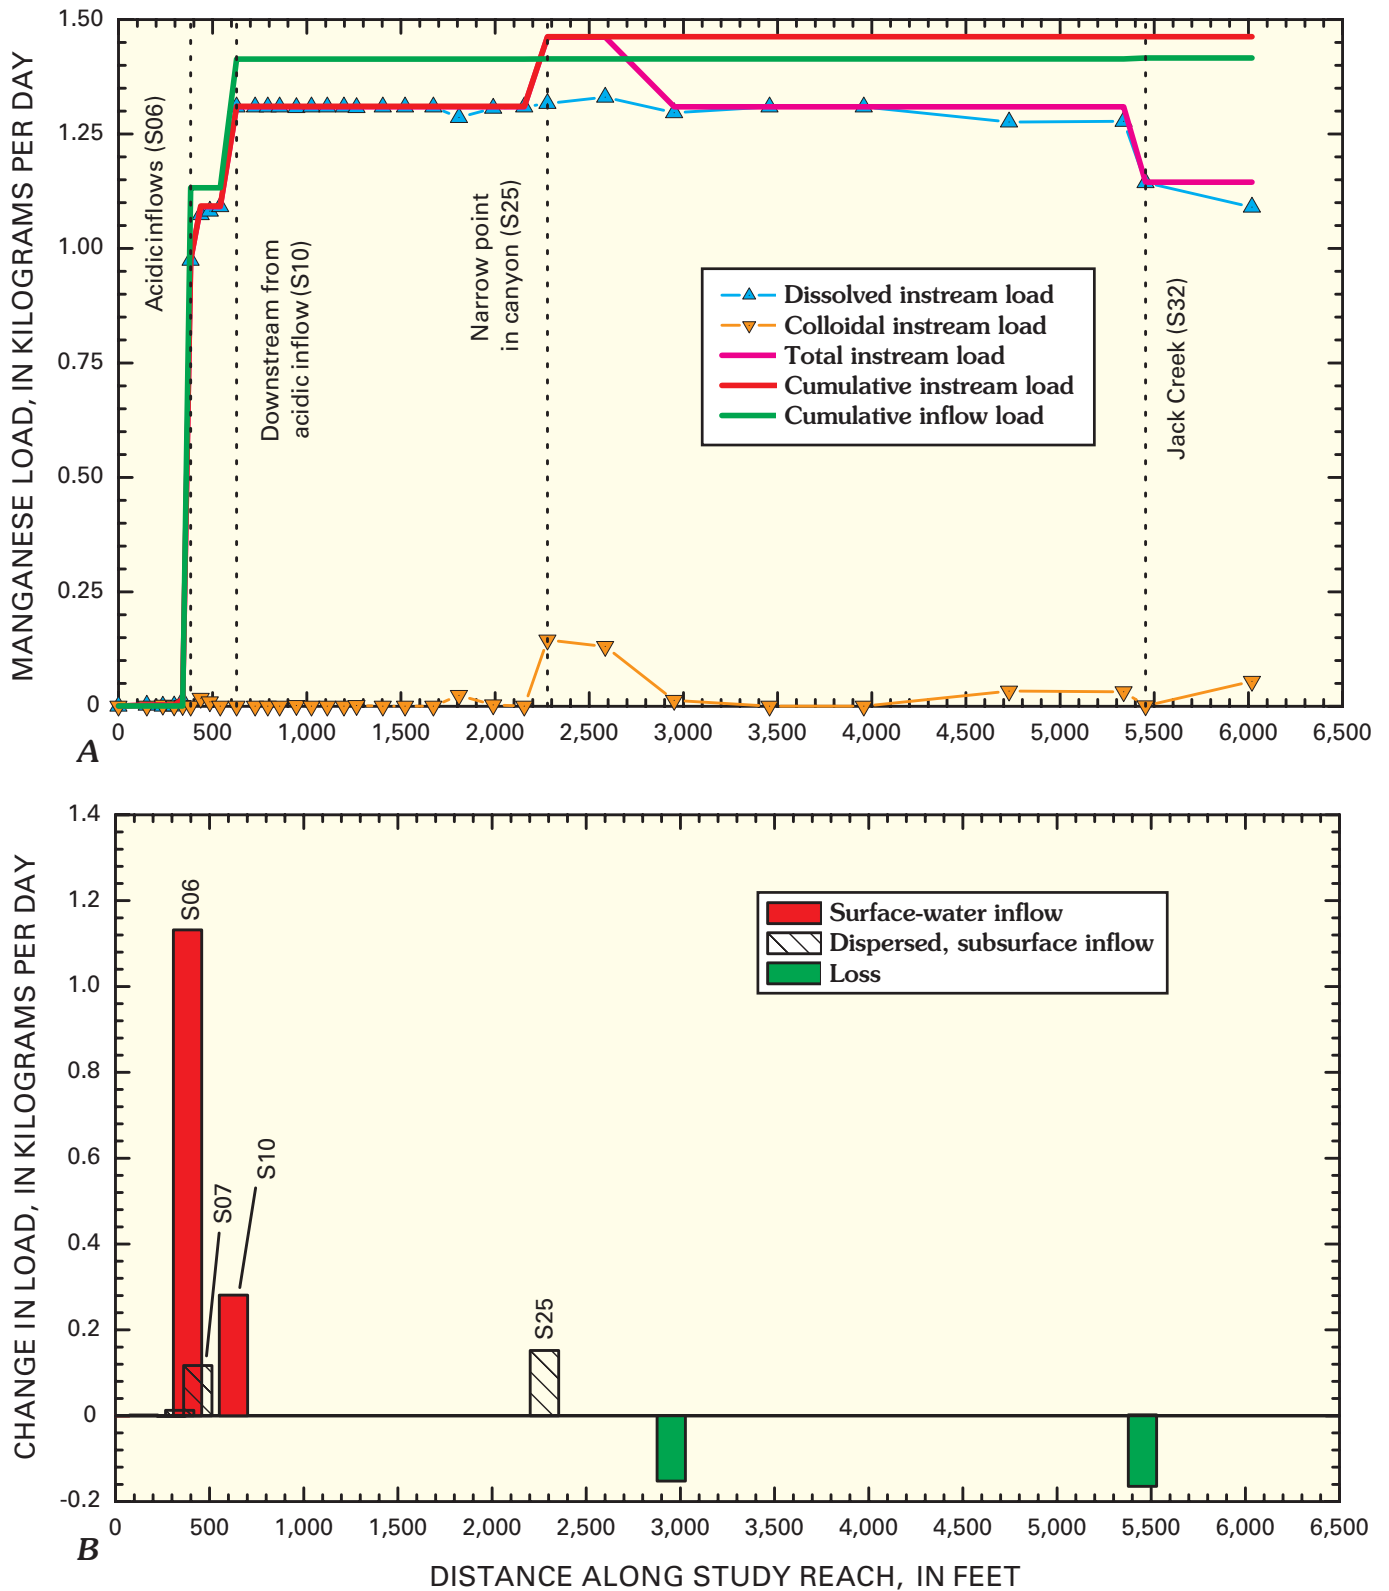 MANGANESE LOAD, IN KILOGRAMS PER DAY
1.50
1.25
1.00
0.75
0.50
0.25
0
Acidicinflows (S06)
Downstream from
acidic inflow (S10)
Narrow point
in canyon (S25)
Jack Creek (S32)
Dissolved instream load
Colloidal instream load
Total instream load
Cumulative instream load
Cumulative inflow load
0 500 1,000 1,500 2,000 2,500 3,000 3,500 4,000 4,500 5,000 5,500 6,000 6,500
A
CHANGE IN LOAD, IN KILOGRAMS PER DAY
1.4
1.2
1.0
0.8
0.6
0.4
0.2
0
-0.2
S06
S07
S10
S25
Surface-water inflow
Dispersed, subsurface inflow
Loss
0 500 1,000 1,500 2,000 2,500 3,000 3,500 4,000 4,500 5,000 5,500 6,000 6,500
B
DISTANCE ALONG STUDY REACH, IN FEET